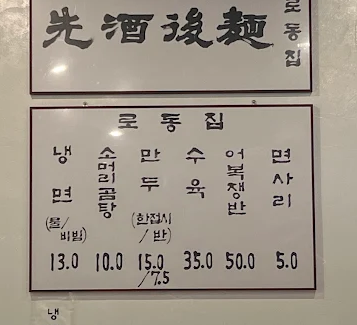 先酒後麵
로동집
로동집
냉면 (물/비빔) 13.0
소머리곰탕 10.0
만두 (한접시/반) 15.0/7.5
수육 35.0
어복쟁반 50.0
면사리 5.0
냉